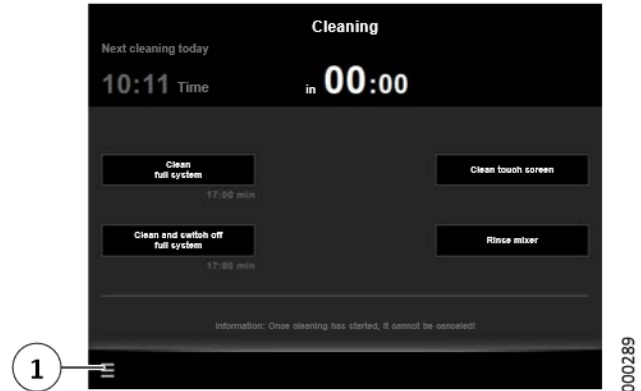 Cleaning
Next cleaning today
10:11 Time
in 00:00
Clean
full system
Clean touch screen
17:00 min
Clean and switch off
full system
Rinse mixer
17:00 min
Information: Once cleaning has started, it cannot be canceled!
1
000289